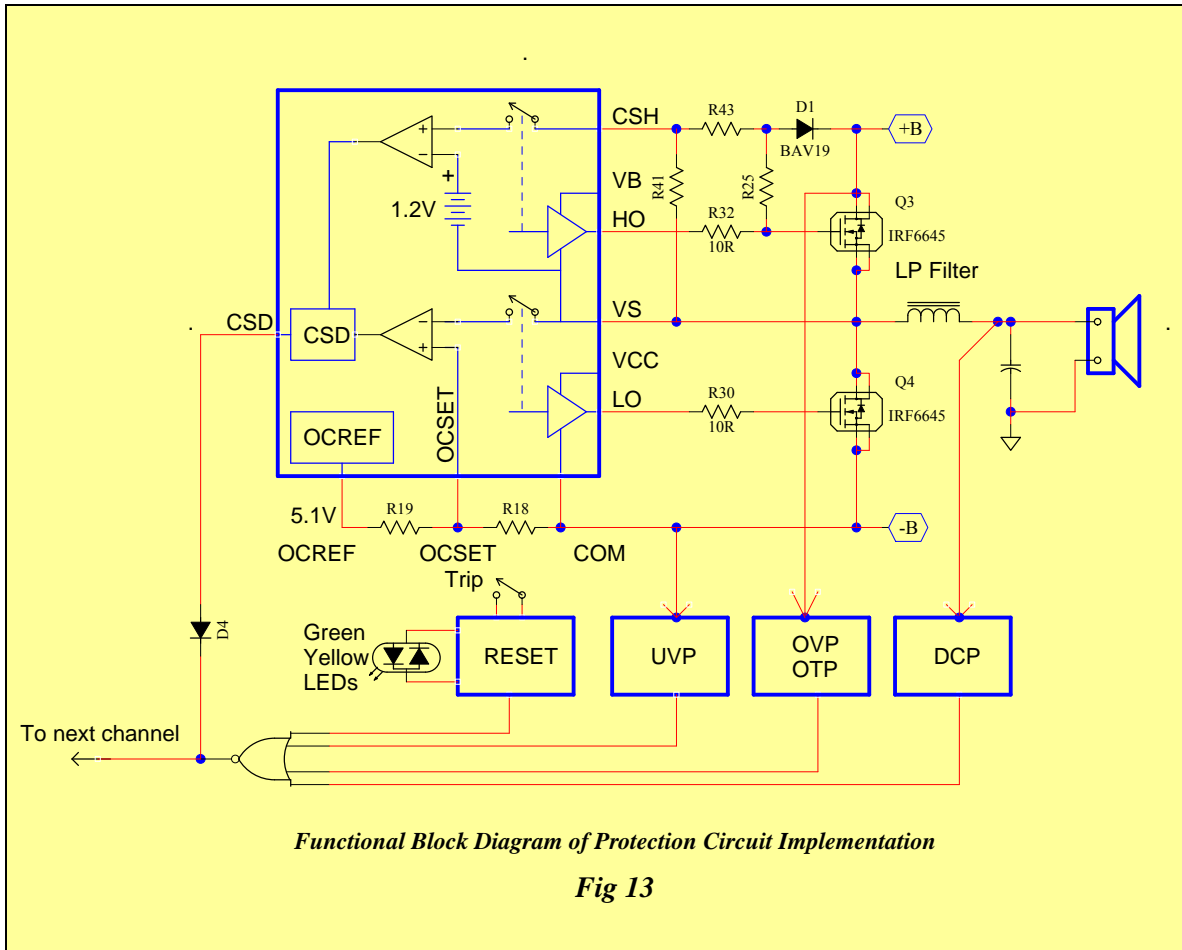 CSH
R43
D1
BAV19
+B
R41
R25
VB
1.2V
+
+
−
HO
R32
10R
Q3
IRF6645
LP Filter
CSD
CSD
−
+
VS
VCC
LO
R30
10R
Q4
IRF6645
OCREF
OCSET
5.1V
R19
R18
OCREF
OCSET
COM
-B
Trip
Green
Yellow
LEDs
RESET
UVP
OVP
OTP
DCP
D4
To next channel
Functional Block Diagram of Protection Circuit Implementation
Fig 13